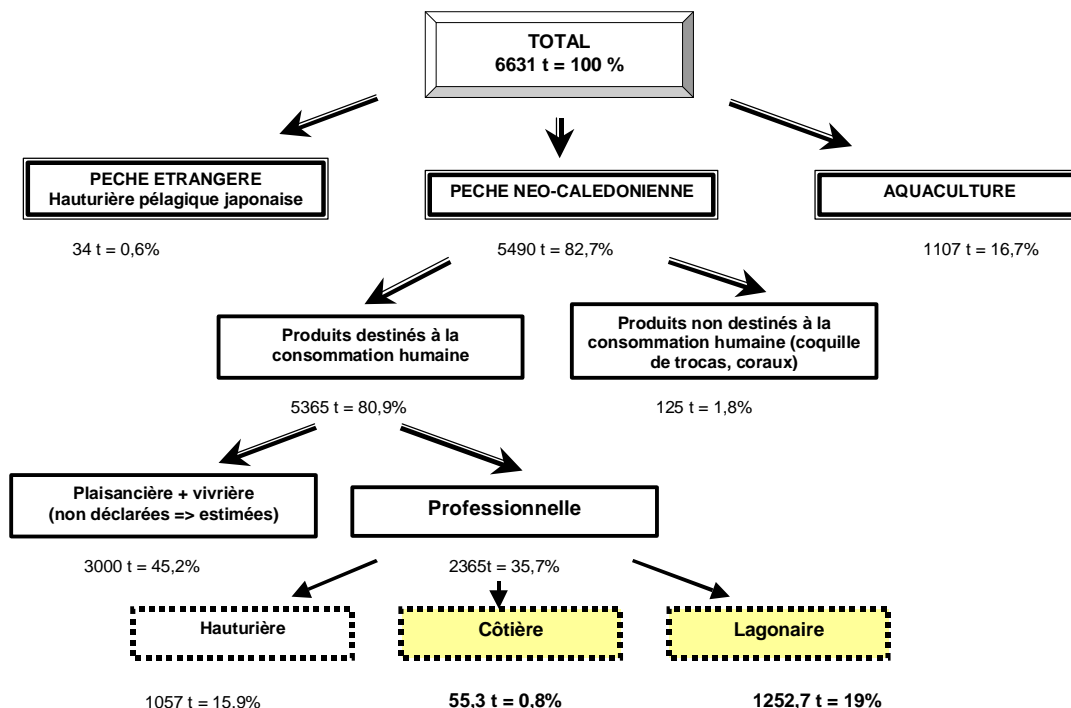 TOTAL
6631 t = 100 %
PECHE ETRANGERE
Hauturière pélagique japonaise
PECHE NEO-CALEDONIENNE
AQUACULTURE
34 t = 0,6%
5490 t = 82,7%
1107 t = 16,7%
Produits destinés à la
consommation humaine
Produits non destinés à la
consommation humaine (coquille
de trocas, coraux)
5365 t = 80,9%
125 t = 1,8%
Plaisancière + vivrière
(non déclarées => estimées)
Professionnelle
3000 t = 45,2%
2365t = 35,7%
Hauturière
Côtière
Lagonaire
1057 t = 15,9%
55,3 t = 0,8%
1252,7 t = 19%